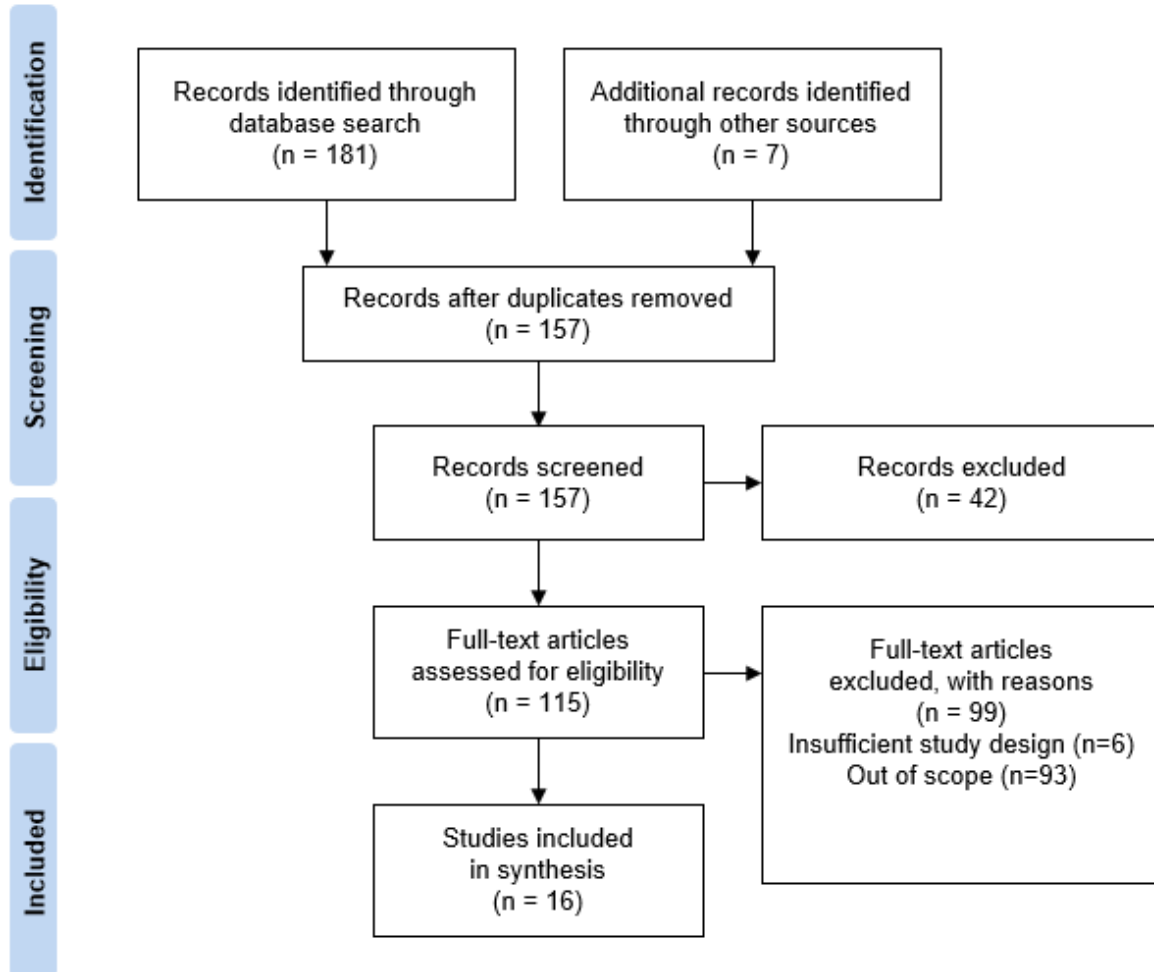 Identification
Records identified through
database search
(n = 181)
Additional records identified
through other sources
(n = 7)
Screening
Records after duplicates removed
(n = 157)
Records screened
(n = 157)
Records excluded
(n = 42)
Eligibility
Full-text articles
assessed for eligibility
(n = 115)
Full-text articles
excluded, with reasons
(n = 99)
Insufficient study design (n=6)
Out of scope (n=93)
Included
Studies included
in synthesis
(n = 16)